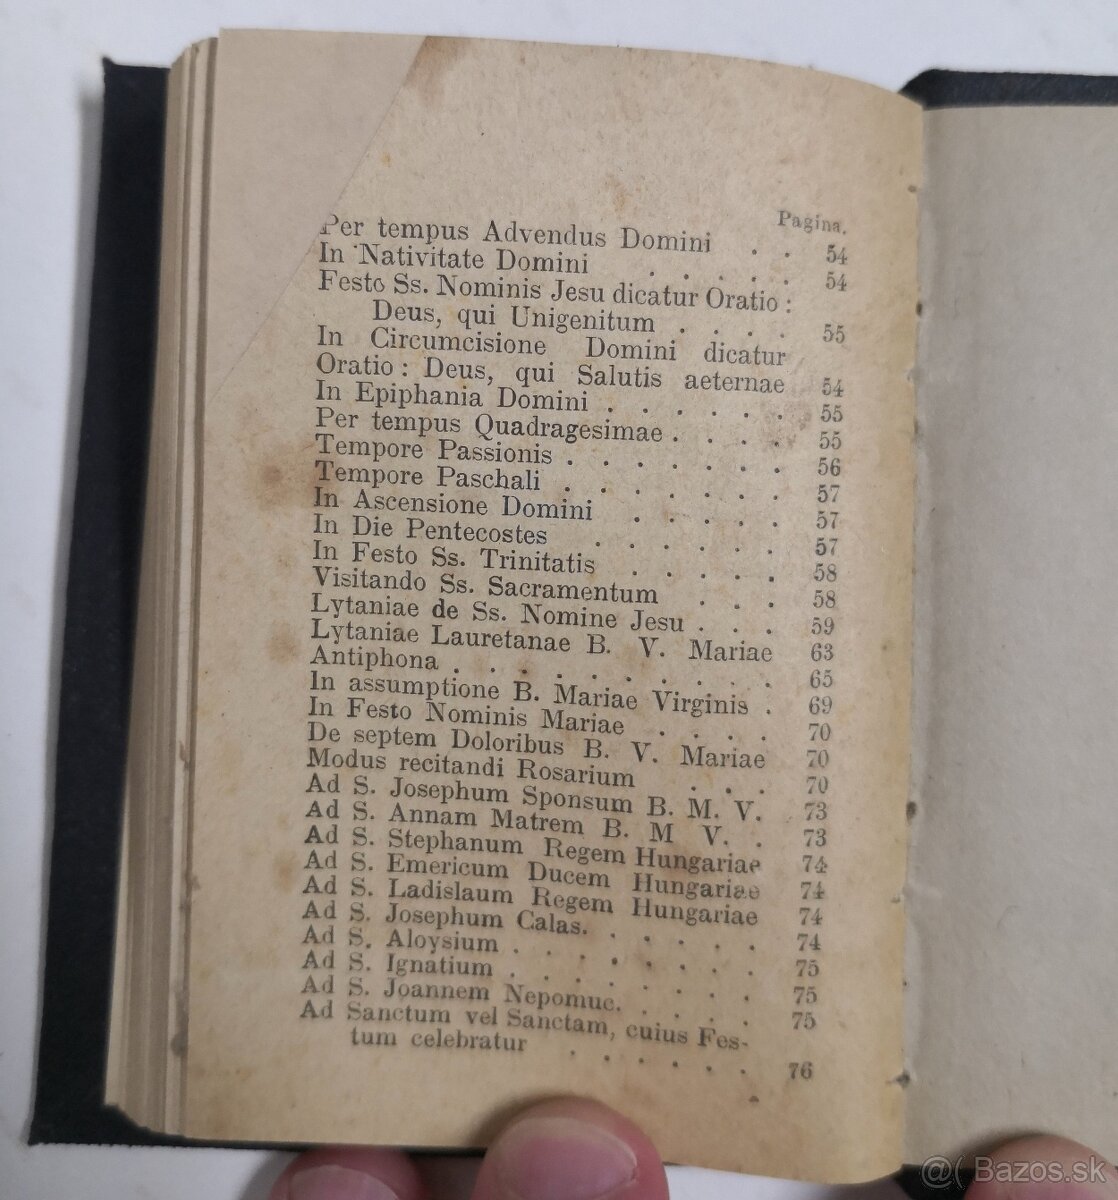 Pagina.
Per tempus Advendus Domini . . 54
In Nativitate Domini . . . . . 54
Festo Ss. Nominis Jesu dicatur Oratio :
Deus, qui Unigenitum . . . . 55
In Circumcisione Domini dicatur
Oratio : Deus, qui Salutis aeternae 54
In Epiphania Domini . . . . . . . 55
Per tempus Quadragesimae . . . . 55
Tempore Passionis . . . . . . . 56
Tempore Paschali . . . . . . . 57
In Ascensione Domini . . . . . 57
In Die Pentecostes . . . . . . 57
In Festo Ss. Trinitatis . . . . . 58
Visitando Ss. Sacramentum . . . 58
Lytaniae de Ss. Nomine Jesu . . . 59
Lytaniae Lauretanae B. V. Mariae 63
Antiphona . . . . . . . . . . 65
In assumptione B. Mariae Virginis . 69
In Festo Nominis Mariae . . . . 70
De septem Doloribus B. V. Mariae 70
Modus recitandi Rosarium . . . 70
Ad S. Josephum Sponsum B. M. V. 73
Ad S. Annam Matrem B. M V. . 73
Ad S. Stephanum Regem Hungariae 74
Ad S. Emericum Ducem Hungariae 74
Ad S. Ladislaum Regem Hungariae 74
Ad S. Josephum Calas. . . . . . 74
Ad S. Aloysium . . . . . . . . 75
Ad S. Ignatium . . . . . . . . 75
Ad S. Joannem Nepomuc. . . . . 75
Ad Sanctum vel Sanctam, cuius Fes-
tum celebratur . . . . . . 76
@( Bazos.sk